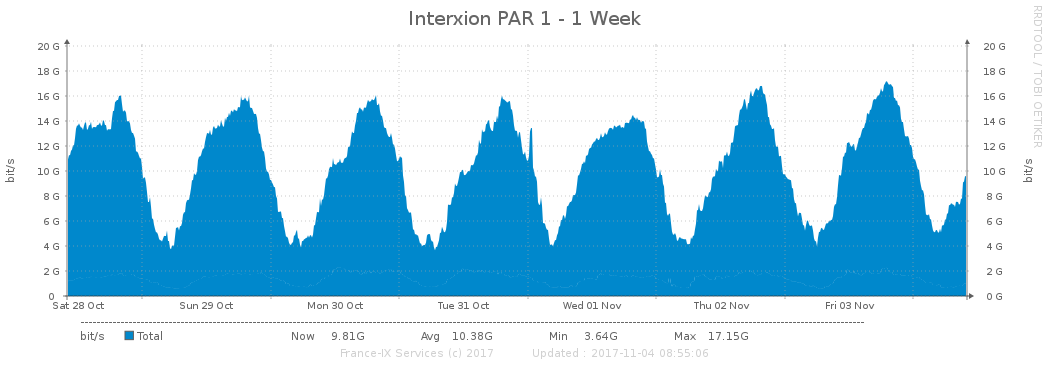 Interxion PAR 1 - 1 Week
RRDTOOL / TOBI OETIKER
20 G 20 G
18 G 18 G
16 G 16 G
14 G 14 G
12 G 12 G
10 G 10 G
8 G 8 G
6 G 6 G
4 G 4 G
2 G 2 G
0 0 G
bit/s bit/s
Sat 28 Oct Sun 29 Oct Mon 30 Oct Tue 31 Oct Wed 01 Nov Thu 02 Nov Fri 03 Nov
bit/s Total Now 9.81G Avg 10.38G Min 3.64G Max 17.15G
France-IX Services (c) 2017 Updated : 2017-11-04 08:55:06